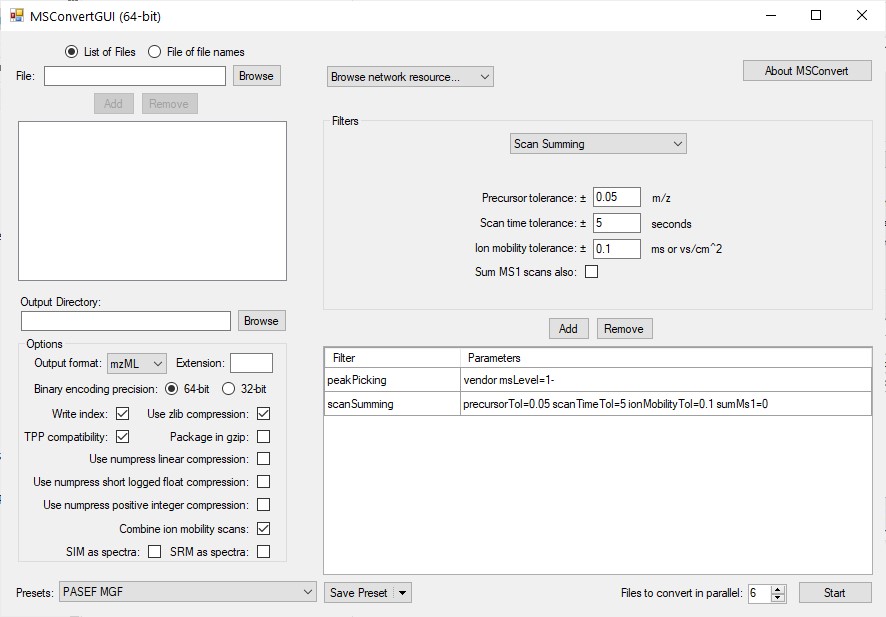 MSConvertGUI (64-bit)
List of Files File of file names
File: Browse
Browse network resource...
About MSConvert
Add Remove
Filters
Scan Summing
Precursor tolerance: ± 0.05 m/z
Scan time tolerance: ± 5 seconds
Ion mobility tolerance: ± 0.1 ms or vs/cm^2
Sum MS1 scans also:
Output Directory:
Browse
Add Remove
Options
Output format: mzML Extension:
Binary encoding precision: 64-bit 32-bit
Write index: Use zlib compression:
TPP compatibility: Package in gzip:
Use numpress linear compression:
Use numpress short logged float compression:
Use numpress positive integer compression:
Combine ion mobility scans:
SIM as spectra: SRM as spectra:
Filter Parameters
peakPicking vendor msLevel=1-
scanSumming precursorTol=0.05 scanTimeTol=5 ionMobilityTol=0.1 sumMs1=0
Presets: PASEF MGF Save Preset
Files to convert in parallel: 6 Start